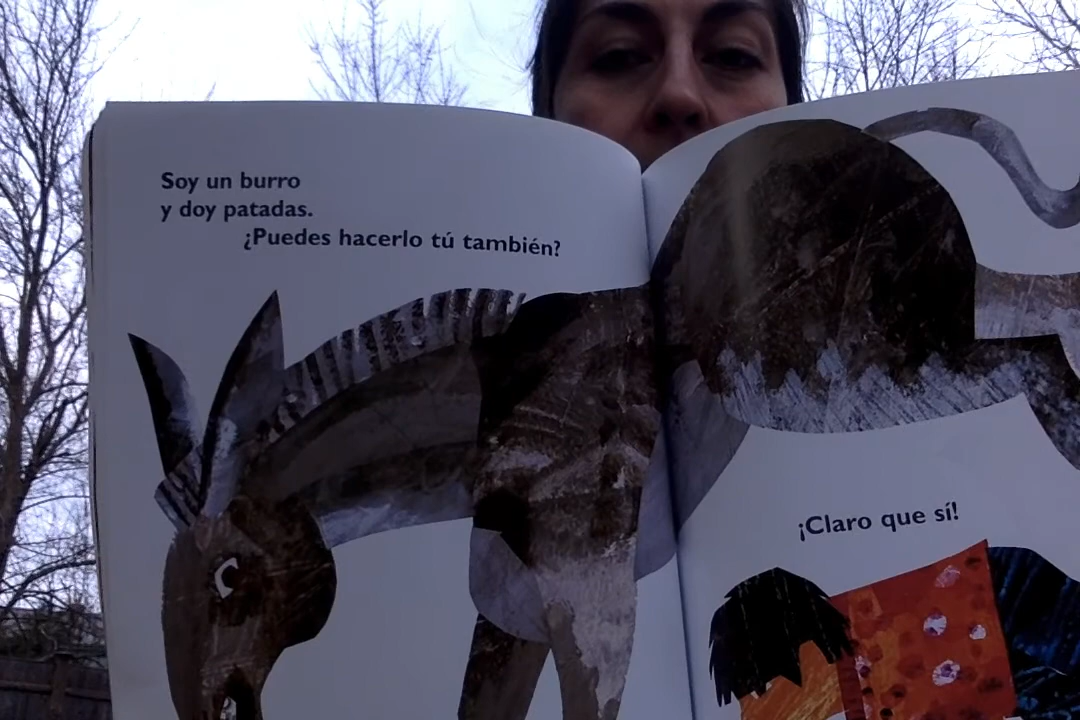 Soy un burro
y doy patadas.
¿Puedes hacerlo tú también?
¡Claro que sí!